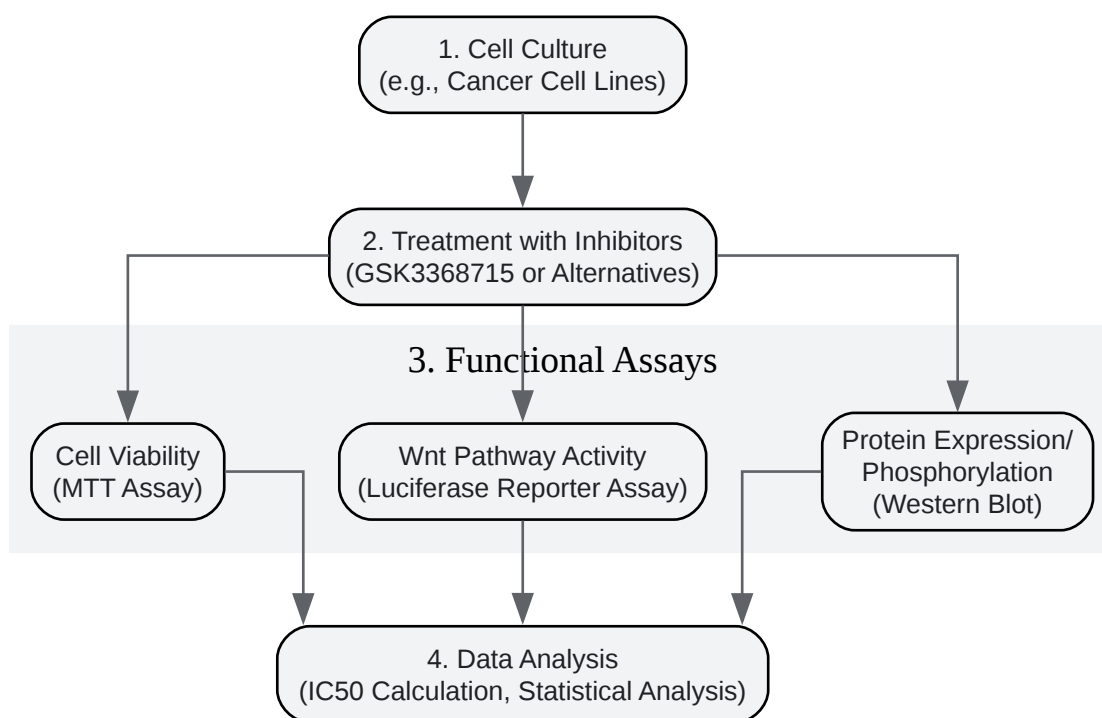 1. Cell Culture
(e.g., Cancer Cell Lines)
2. Treatment with Inhibitors
(GSK3368715 or Alternatives)
3. Functional Assays
Cell Viability
(MTT Assay)
Wnt Pathway Activity
(Luciferase Reporter Assay)
Protein Expression/
Phosphorylation
(Western Blot)
4. Data Analysis
(IC50 Calculation, Statistical Analysis)